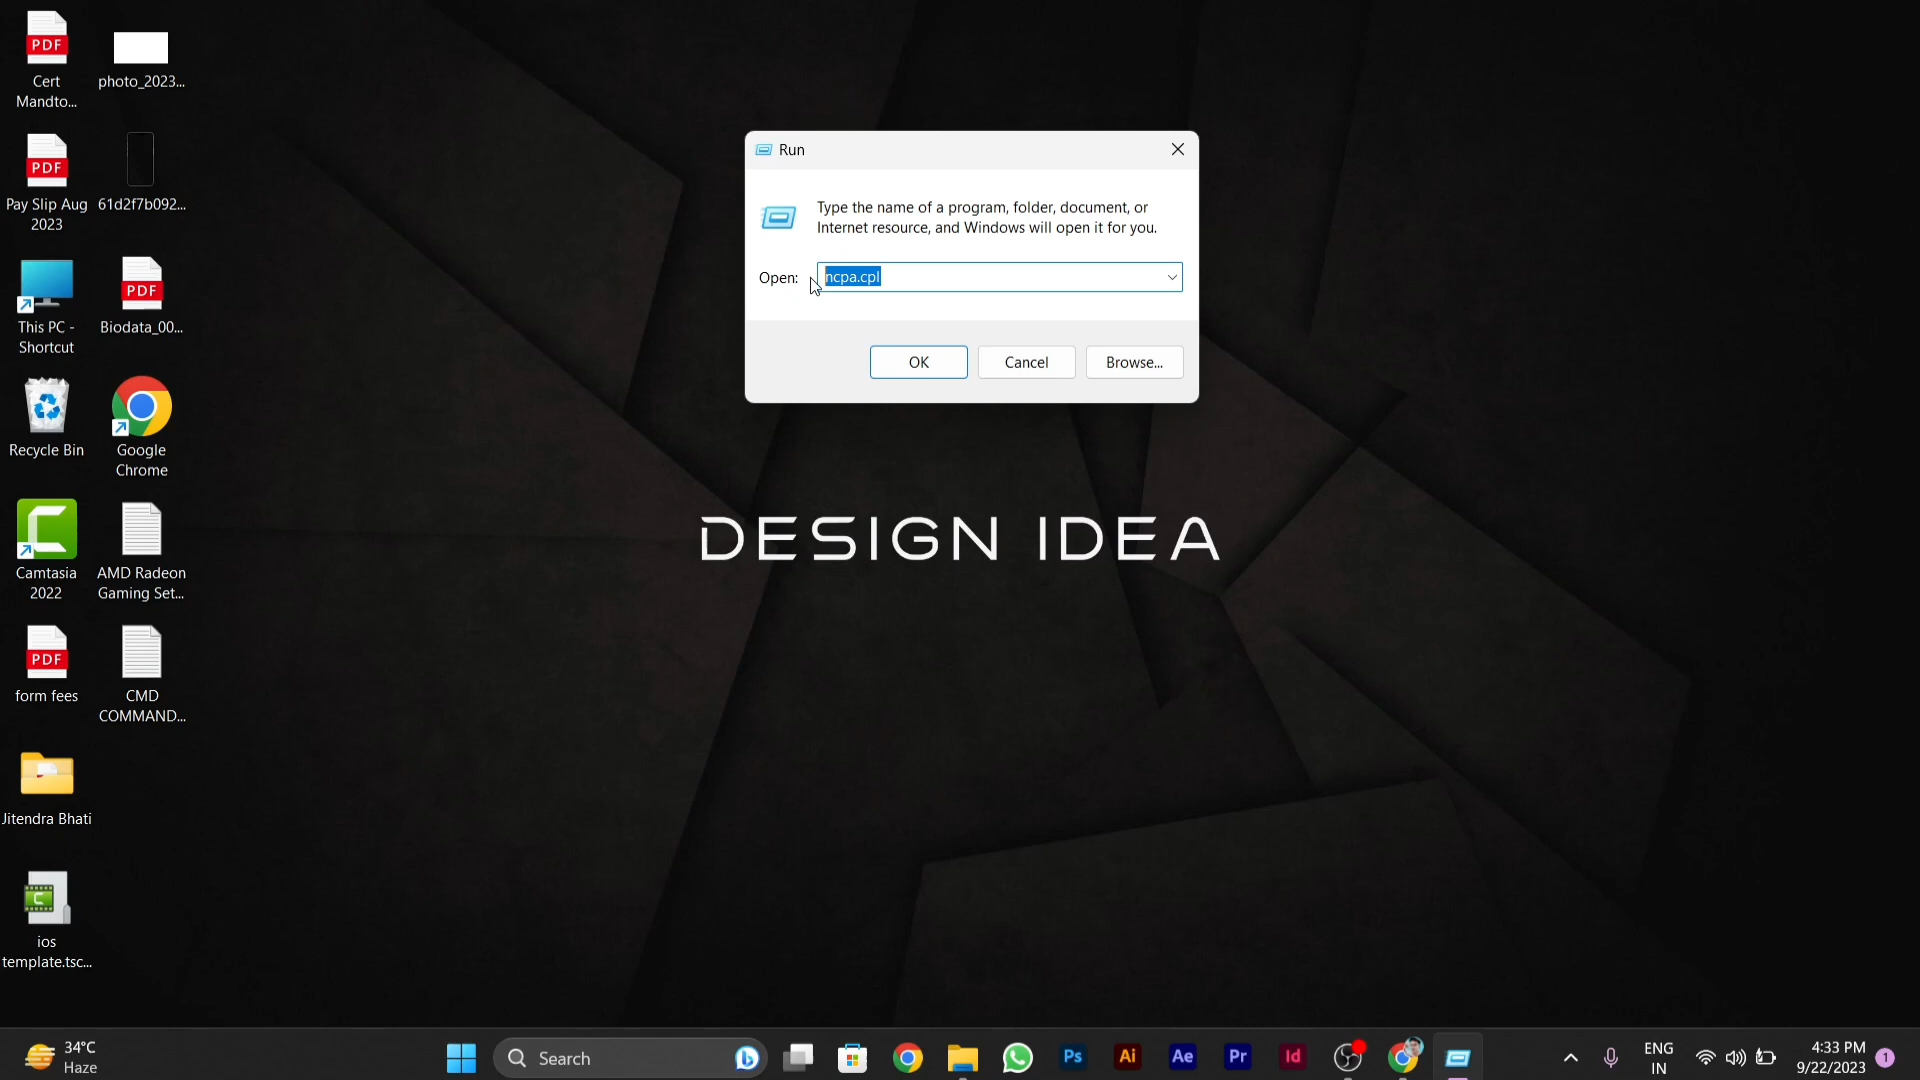 PDF
Cert
Mandto...
photo_2023...
PDF
Pay Slip Aug
2023
61d2f7b092...
This PC -
Shortcut
PDF
Biodata_00...
Recycle Bin
Google
Chrome
Camtasia
2022
AMD Radeon
Gaming Set...
PDF
form fees
CMD
COMMAND...
Jitendra Bhati
ios
template.tsc...
Run
Type the name of a program, folder, document, or
Internet resource, and Windows will open it for you.
Open: ncpa.cpl
OK Cancel Browse...
DESIGN IDEA
34°C
Haze
Search
Ps Ai Ae Pr Id
ENG
IN
4:33 PM
9/22/2023
1